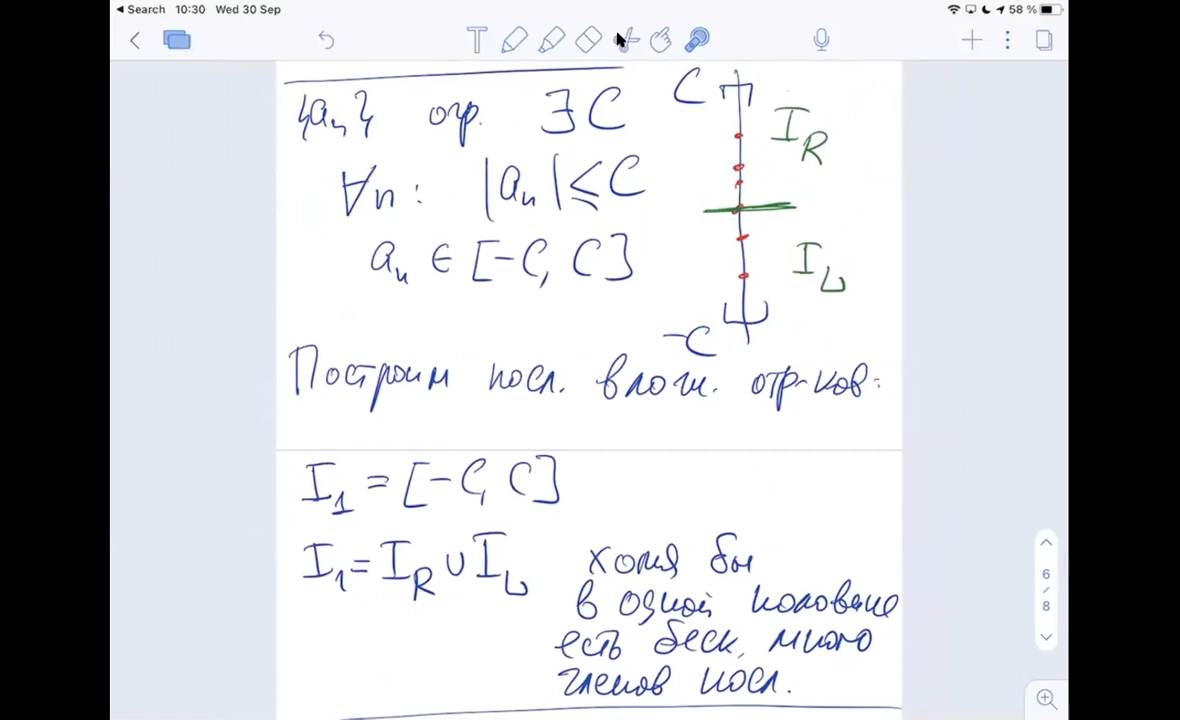 Search 10:30 Wed 30 Sep 58 %
{aₙ} огр. ∃C
∀n: |aₙ| ≤ C
aₙ ∈ [-C, C]
C
I_R
I_L
-C
Построим посл. влож. отр-ков:
I₁ = [-C, C]
I₁ = I_R ∪ I_L хотя бы
в одной половине
есть беск. много
членов посл.
6
/
8